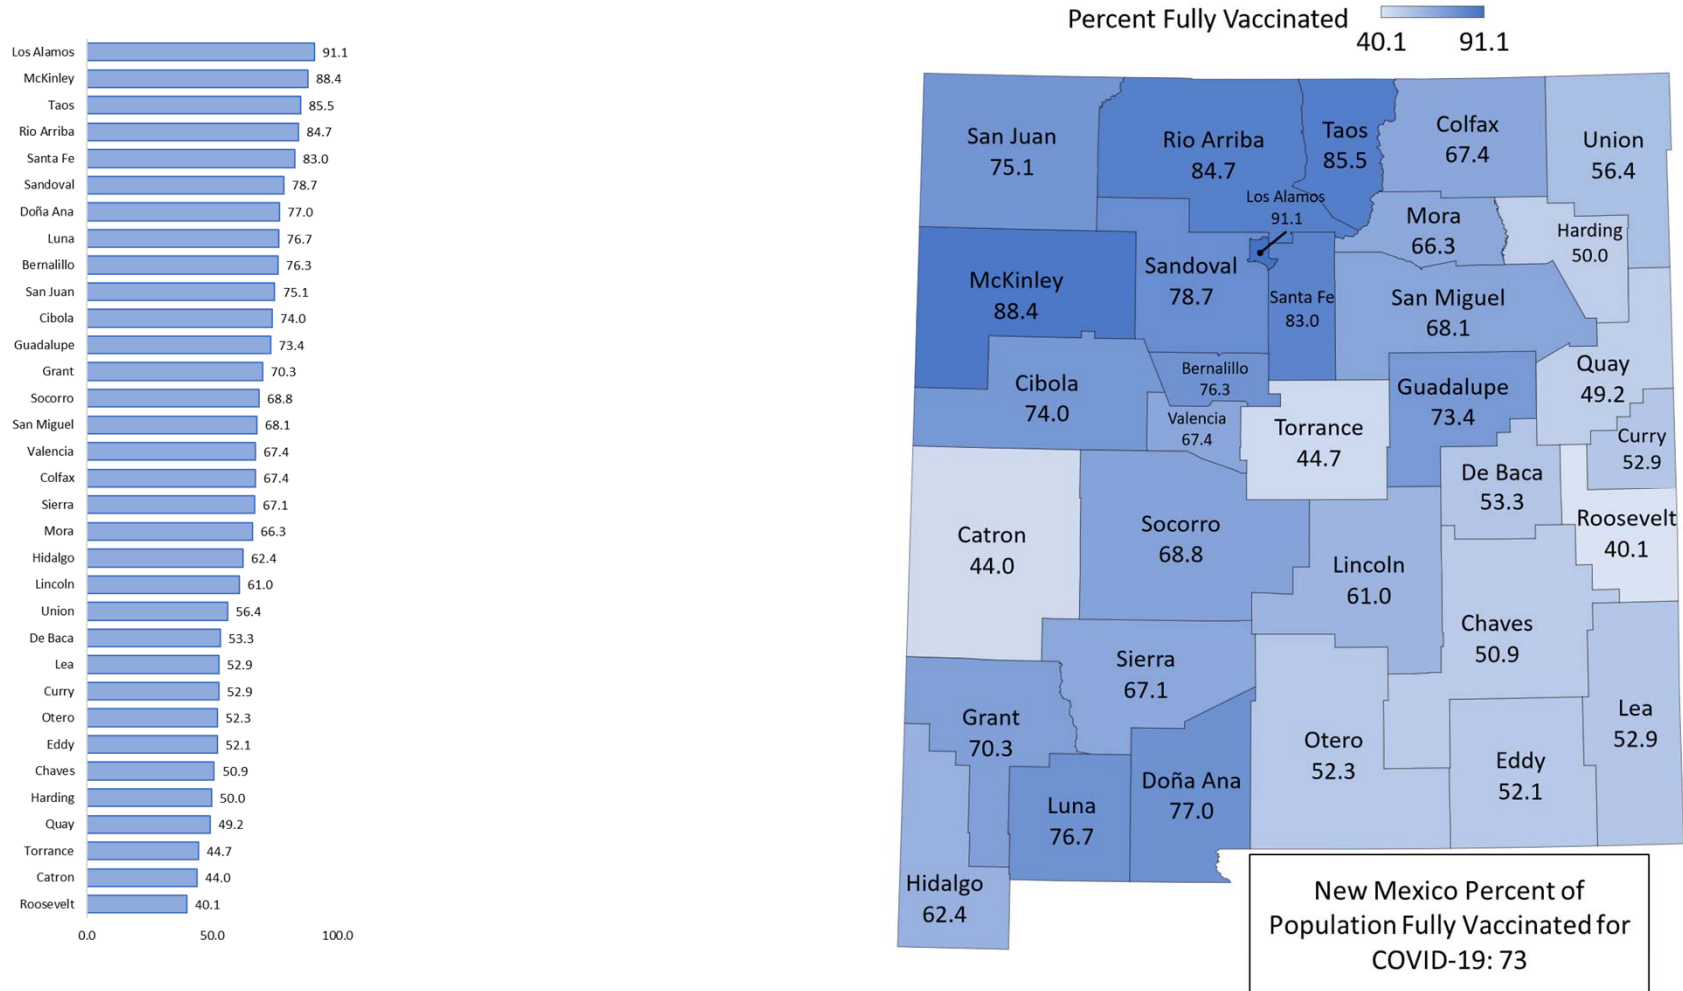 Los Alamos 91.1
McKinley 88.4
Taos 85.5
Rio Arriba 84.7
Santa Fe 83.0
Sandoval 78.7
Doña Ana 77.0
Luna 76.7
Bernalillo 76.3
San Juan 75.1
Cibola 74.0
Guadalupe 73.4
Grant 70.3
Socorro 68.8
San Miguel 68.1
Valencia 67.4
Colfax 67.4
Sierra 67.1
Mora 66.3
Hidalgo 62.4
Lincoln 61.0
Union 56.4
De Baca 53.3
Lea 52.9
Curry 52.9
Otero 52.3
Eddy 52.1
Chaves 50.9
Harding 50.0
Quay 49.2
Torrance 44.7
Catron 44.0
Roosevelt 40.1
0.0 50.0 100.0
Percent Fully Vaccinated
40.1 91.1
San Juan
75.1
Rio Arriba
84.7
Taos
85.5
Colfax
67.4
Union
56.4
Los Alamos
91.1
Mora
66.3
Harding
50.0
McKinley
88.4
Sandoval
78.7
Santa Fe
83.0
San Miguel
68.1
Quay
49.2
Cibola
74.0
Bernalillo
76.3
Valencia
67.4
Torrance
44.7
Guadalupe
73.4
Curry
52.9
De Baca
53.3
Roosevelt
40.1
Catron
44.0
Socorro
68.8
Lincoln
61.0
Chaves
50.9
Sierra
67.1
Grant
70.3
Luna
76.7
Doña Ana
77.0
Otero
52.3
Eddy
52.1
Lea
52.9
Hidalgo
62.4
New Mexico Percent of
Population Fully Vaccinated for
COVID-19: 73